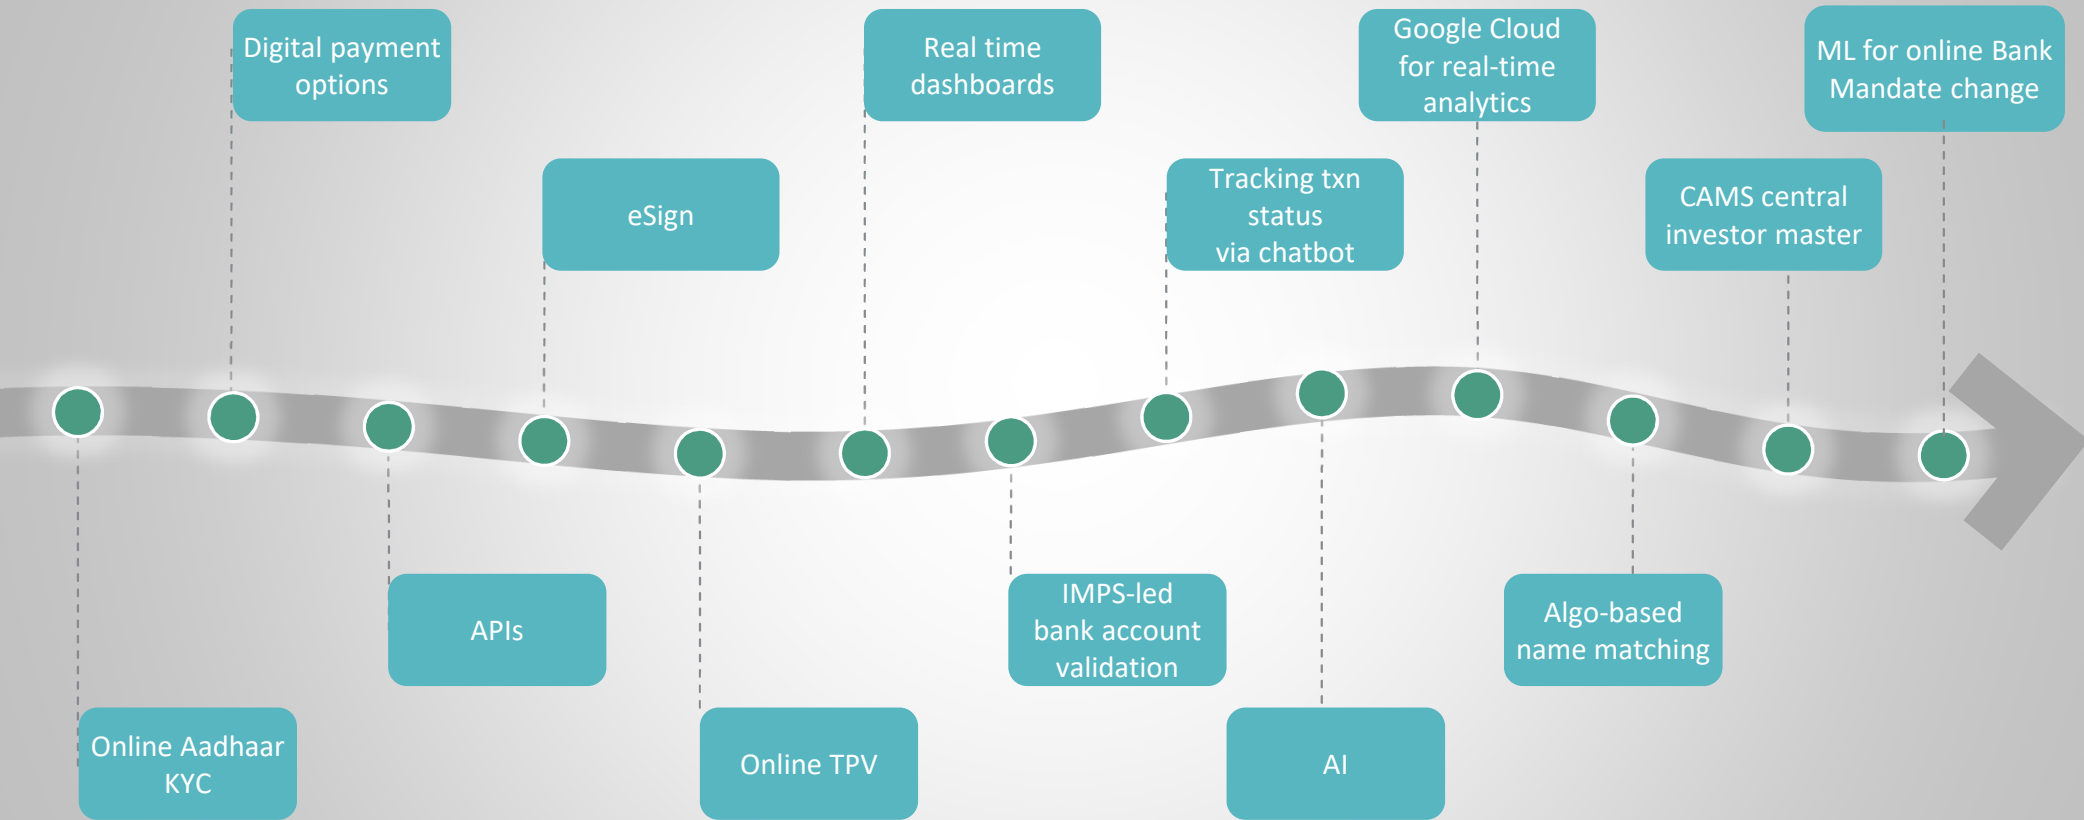 Digital payment
options
Real time
dashboards
Google Cloud
for real-time
analytics
ML for online Bank
Mandate change
eSign
Tracking txn
status
via chatbot
CAMS central
investor master
APIs
IMPS-led
bank account
validation
Algo-based
name matching
Online Aadhaar
KYC
Online TPV
AI